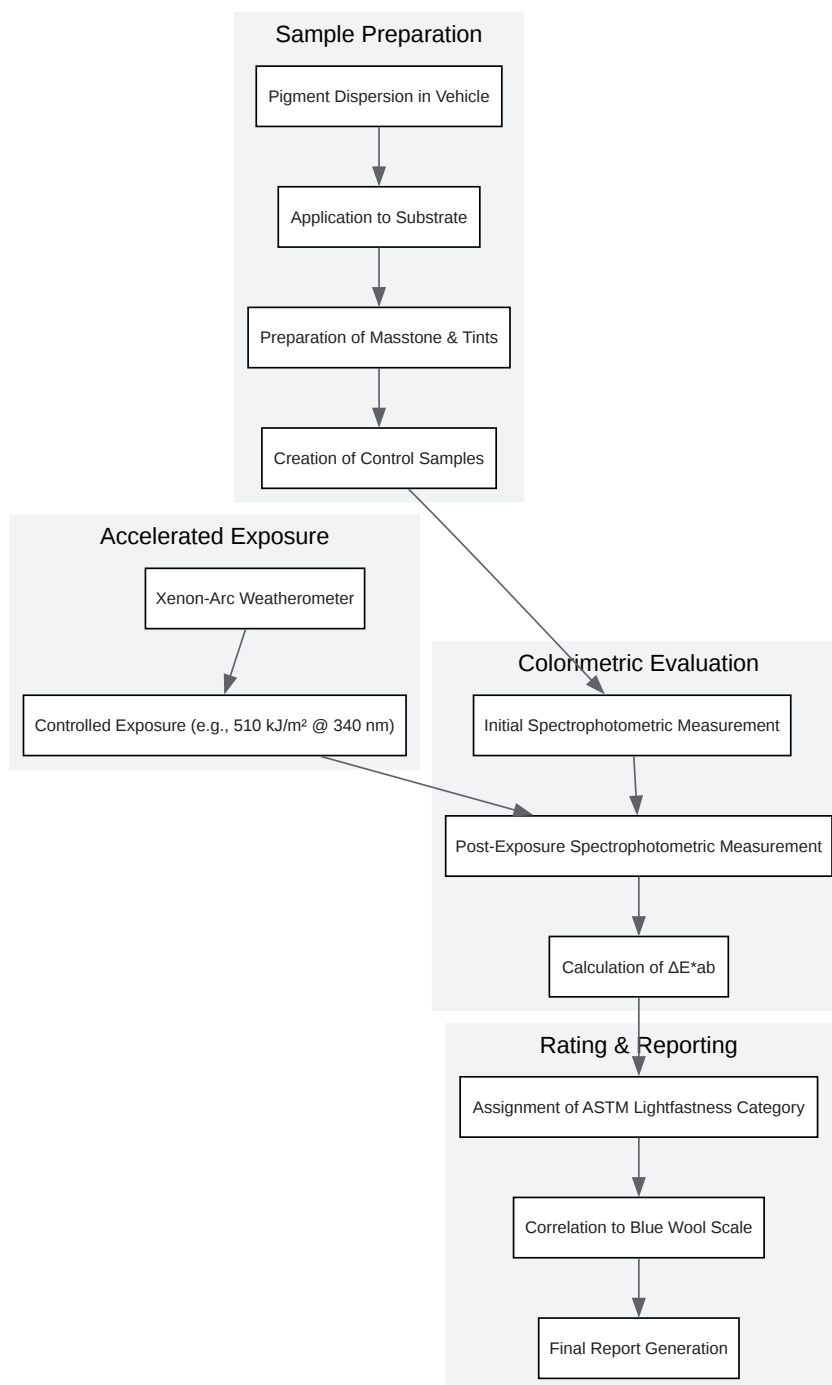 Sample Preparation
Pigment Dispersion in Vehicle
Application to Substrate
Preparation of Masstone & Tints
Creation of Control Samples
Accelerated Exposure
Xenon-Arc Weatherometer
Controlled Exposure (e.g., 510 kJ/m² @ 340 nm)
Colorimetric Evaluation
Initial Spectrophotometric Measurement
Post-Exposure Spectrophotometric Measurement
Calculation of ΔE*ab
Rating & Reporting
Assignment of ASTM Lightfastness Category
Correlation to Blue Wool Scale
Final Report Generation